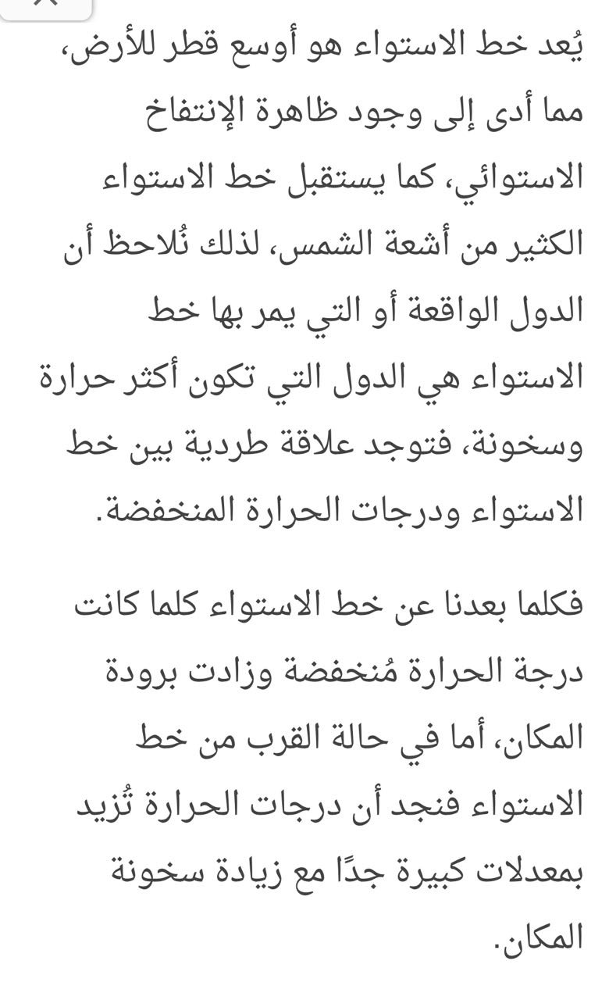 يُعد خط الاستواء هو أوسع قطر للأرض،
مما أدى إلى وجود ظاهرة الإنتفاخ
الاستوائي، كما يستقبل خط الاستواء
الكثير من أشعة الشمس، لذلك نُلاحظ أن
الدول الواقعة أو التي يمر بها خط
الاستواء هي الدول التي تكون أكثر حرارة
وسخونة، فتوجد علاقة طردية بين خط
الاستواء ودرجات الحرارة المنخفضة.
فكلما بعدنا عن خط الاستواء كلما كانت
درجة الحرارة مُنخفضة وزادت برودة
المكان، أما في حالة القرب من خط
الاستواء فنجد أن درجات الحرارة تُزيد
بمعدلات كبيرة جدًا مع زيادة سخونة
المكان.